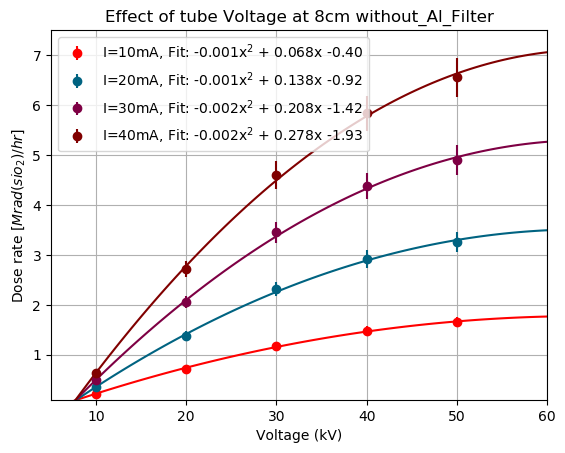 Effect of tube Voltage at 8cm without_Al_Filter
I=10mA, Fit: -0.001x² + 0.068x -0.40
I=20mA, Fit: -0.001x² + 0.138x -0.92
I=30mA, Fit: -0.002x² + 0.208x -1.42
I=40mA, Fit: -0.002x² + 0.278x -1.93
Dose rate [Mrad(sio₂)/hr]
7
6
5
4
3
2
1
10 20 30 40 50 60
Voltage (kV)